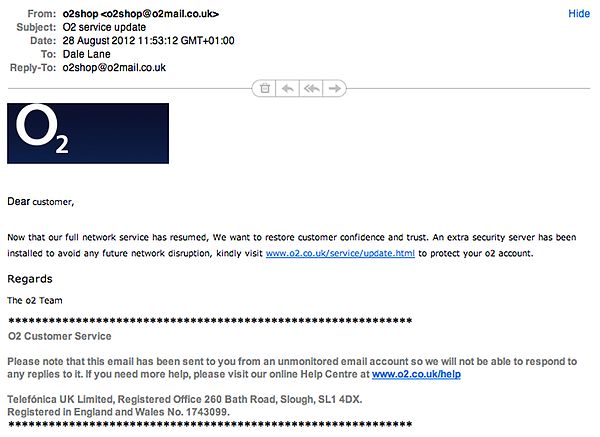 From: o2shop <o2shop@o2mail.co.uk> Hide
Subject: O2 service update
Date: 28 August 2012 11:53:12 GMT+01:00
To: Dale Lane
Reply-To: o2shop@o2mail.co.uk
O2
Dear customer,
Now that our full network service has resumed, We want to restore customer confidence and trust. An extra security server has been
installed to avoid any future network disruption, kindly visit www.o2.co.uk/service/update.html to protect your o2 account.
Regards
The o2 Team
*************************************************************
O2 Customer Service
Please note that this email has been sent to you from an unmonitored email account so we will not be able to respond to
any replies to it. If you need more help, please visit our online Help Centre at www.o2.co.uk/help
Telefónica UK Limited, Registered Office 260 Bath Road, Slough, SL1 4DX.
Registered in England and Wales No. 1743099.
*************************************************************